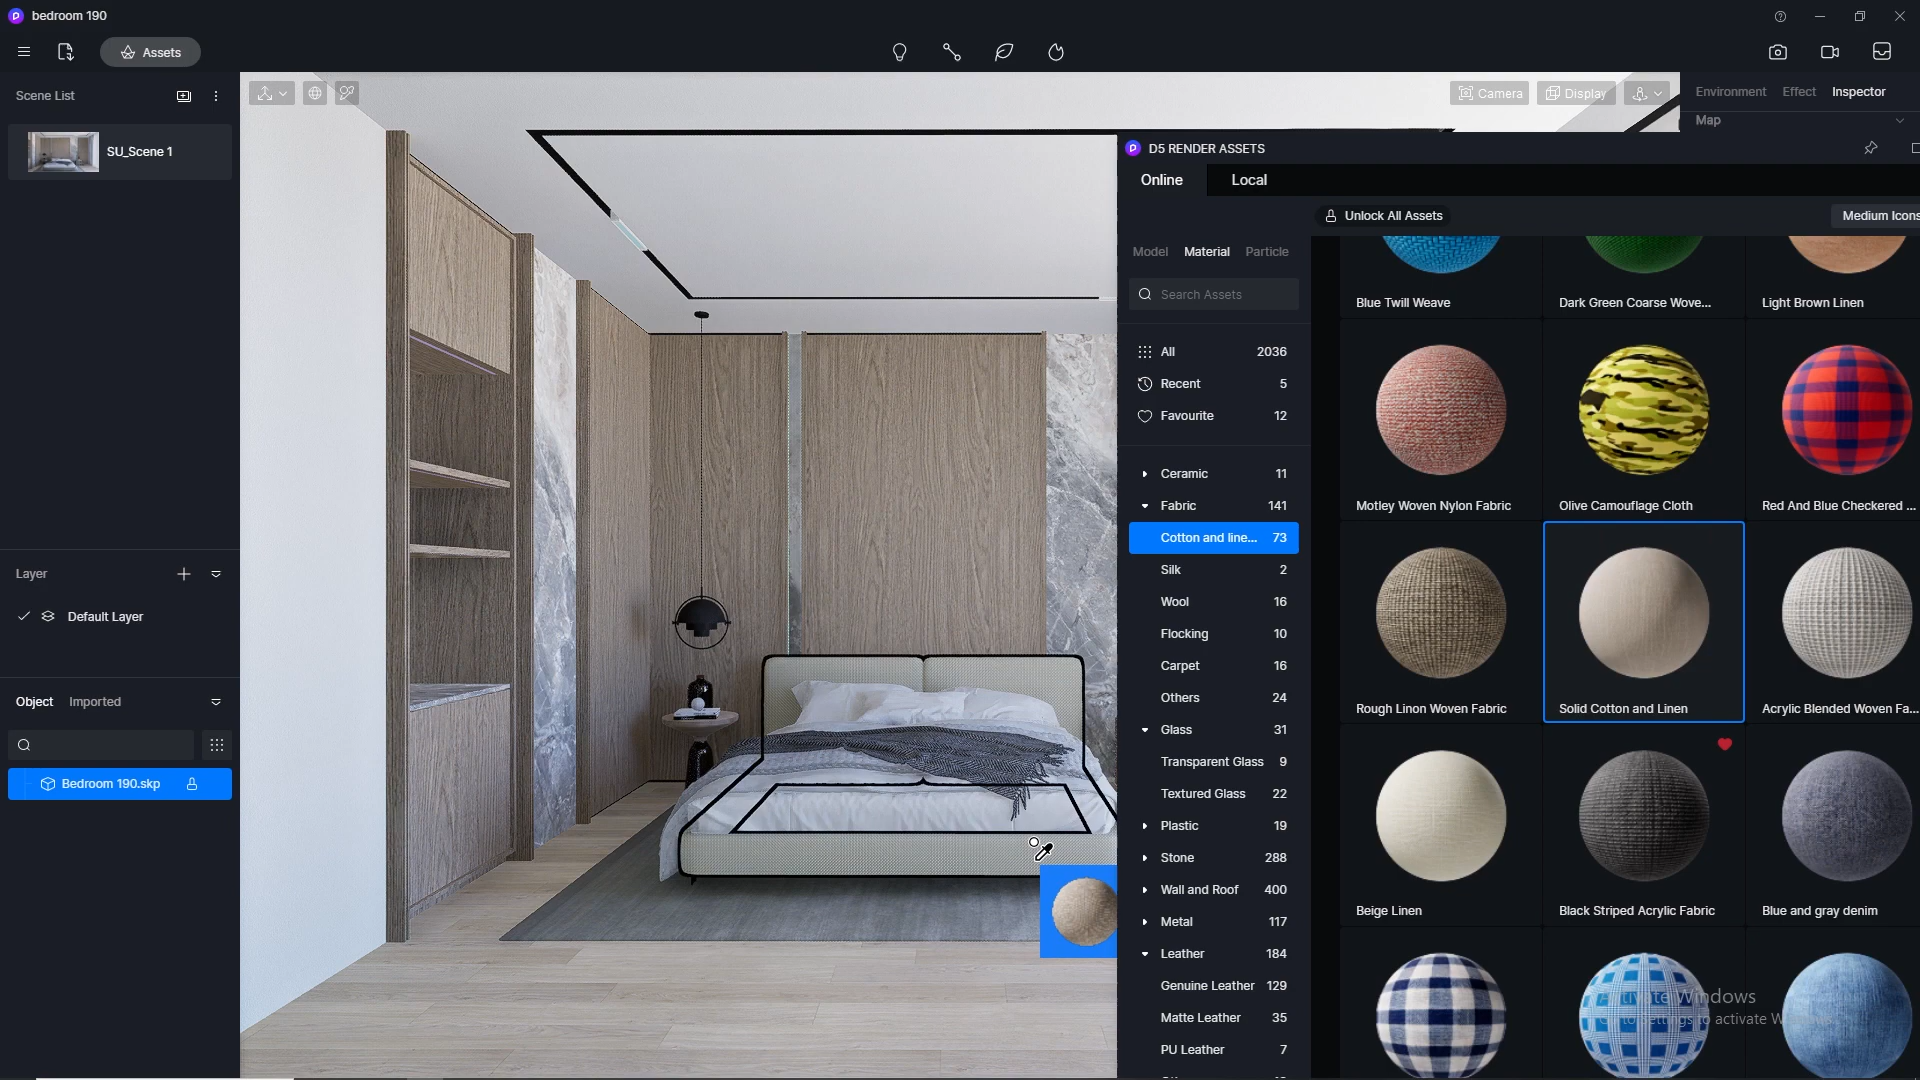 bedroom 190
Assets
Scene List
SU_Scene 1
Camera
Display
Environment
Effect
Inspector
Map
D5 RENDER ASSETS
Online
Local
Unlock All Assets
Medium Icons
Model
Material
Particle
Search Assets
All 2036
Recent 5
Favourite 12
Ceramic 11
Fabric 141
Cotton and line... 73
Silk 2
Wool 16
Flocking 10
Carpet 16
Others 24
Glass 31
Transparent Glass 9
Textured Glass 22
Plastic 19
Stone 288
Wall and Roof 400
Metal 117
Leather 184
Genuine Leather 129
Matte Leather 35
PU Leather 7
Blue Twill Weave
Dark Green Coarse Wove...
Light Brown Linen
Motley Woven Nylon Fabric
Olive Camouflage Cloth
Red And Blue Checkered ...
Rough Linon Woven Fabric
Solid Cotton and Linen
Acrylic Blended Woven Fa...
Beige Linen
Black Striped Acrylic Fabric
Blue and gray denim
Activate Windows
Go to Settings to activate Windows.
Layer
Default Layer
Object
Imported
Bedroom 190.skp